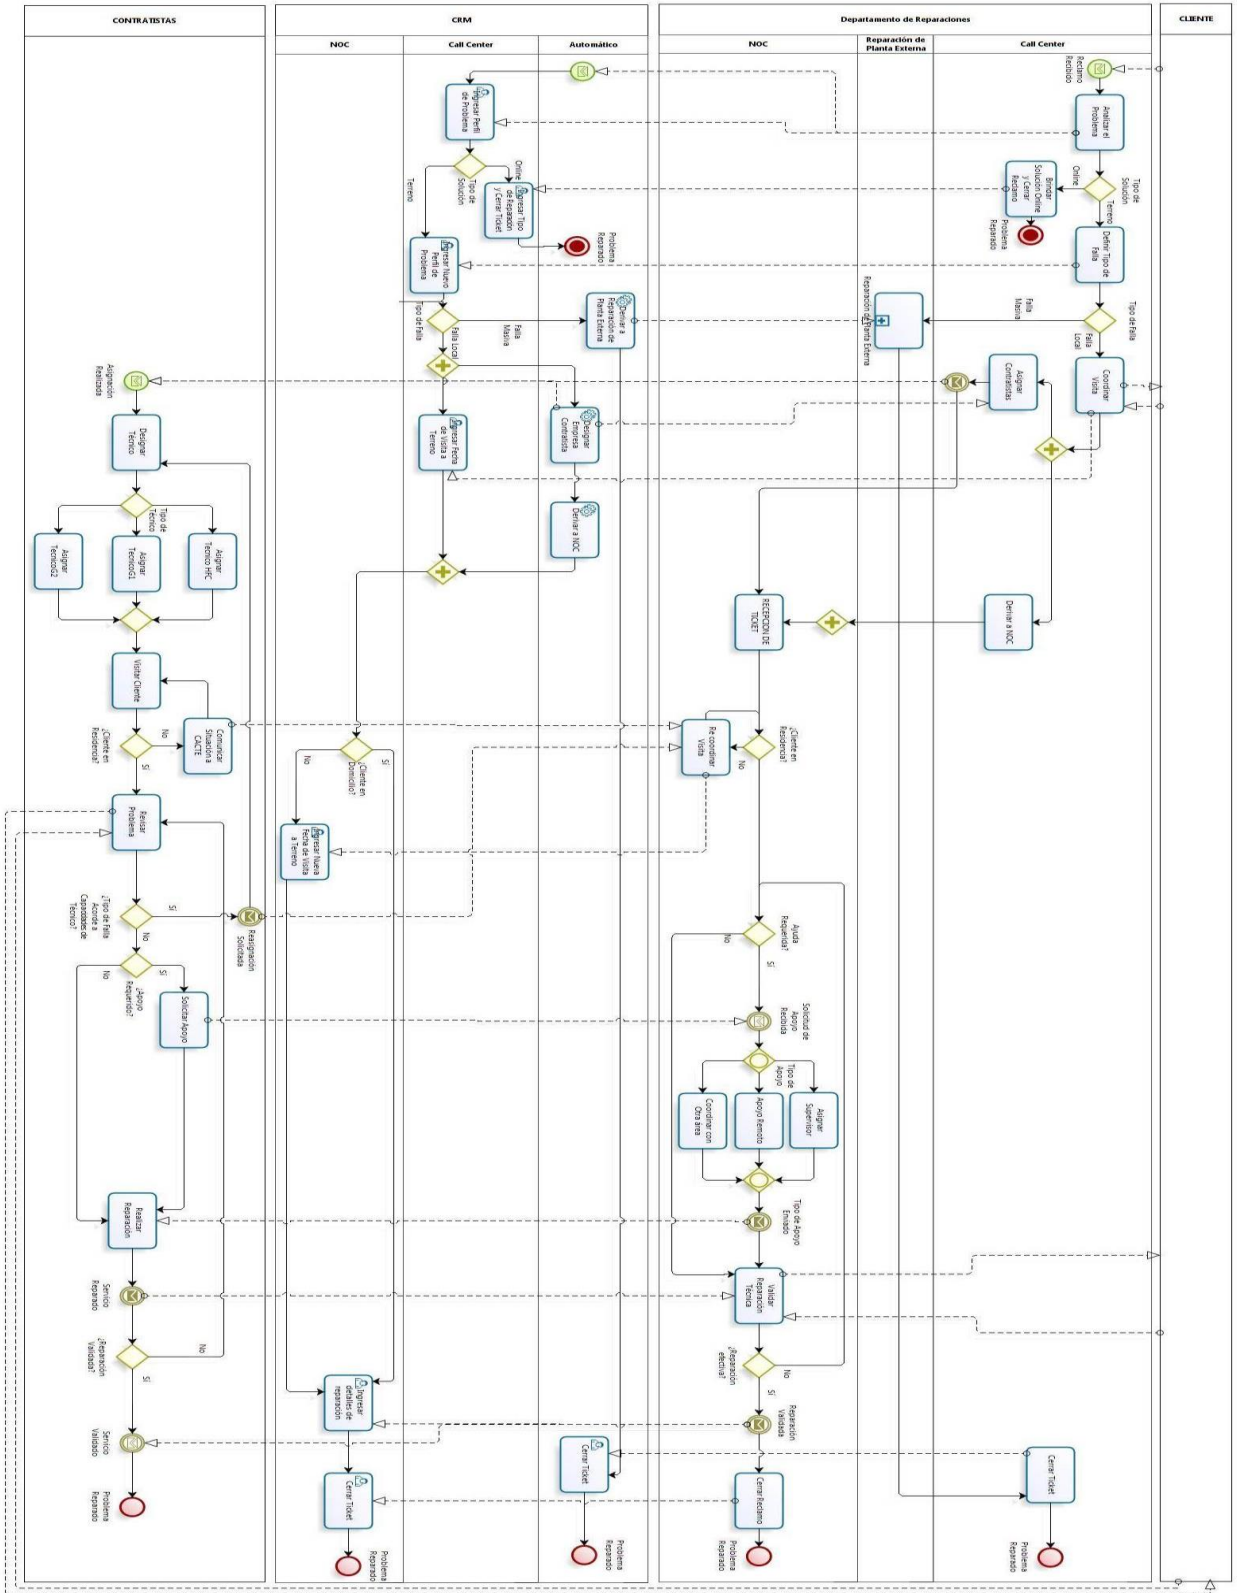 CONTRATISTAS
CRM
Departamento de Reparaciones
CLIENTE
NOC
Call Center
Automático
NOC
Reparación de
Planta Externa
Call Center
Reclamo
Recibido
Analizar el
Problema
Tipo de
Solución
Online
Terreno
Brindar
Solución Online
y Cerrar
Reclamo
Problema
Reparado
Definir Tipo de
Falla
Tipo de Falla
Falla
Masiva
Falla
Local
Coordinar
Visita
Asignar
Contratistas
Derivar a NOC
Cerrar Ticket
Problema
Reparado
Reparación de Planta Externa
RECEPCION DE
TICKET
¿Cliente en
Residencia?
No
Re coordinar
Visita
Ayuda
Requerida?
No
Sí
Solicitud de
Apoyo
Recibida
Tipo de
Apoyo
Asignar
Supervisor
Apoyo Remoto
Coordinar con
Otra área
Tipo de Apoyo
Enviado
Validar
Reparación
Técnica
¿Reparación
efectiva?
No
Sí
Reparación
Validada
Cerrar Reclamo
Problema
Reparado
Ingresar Perfil
de Problema
Tipo de
Solución
Online
Terreno
Ingresar Tipo
de Reparación
y Cerrar Ticket
Problema
Reparado
Ingresar Nuevo
Perfil de
Problema
Tipo de Falla
Falla Local
Falla
Masiva
Derivar a
Reparación de
Planta Externa
Designar
Empresa
Contratista
Ingresar Fecha
de Visita a
Terreno
Derivar a NOC
¿Cliente en
Domicilio?
Sí
No
Ingresar Nueva
Fecha de Visita
a Terreno
Ingresar
detalles de
reparación
Cerrar Ticket
Cerrar Ticket
Problema
Reparado
Problema
Reparado
Asignación
Realizada
Designar
Técnico
Tipo de
Técnico
Asignar
Técnico HFC
Asignar
TécnicoG1
Asignar
TécnicoG2
Visitar Cliente
¿Cliente en
Residencia?
No
Sí
Comunicar
Situación a
CACTE
Revisar
Problema
¿Tipo de Falla
Acorde a
Capacidades de
Técnico?
Sí
No
Reasignación
Solicitada
¿Apoyo
Requerido?
Sí
No
Solicitar Apoyo
Realizar
Reparación
Servicio
Reparado
¿Reparación
Validada?
No
Sí
Servicio
Validado
Problema
Reparado